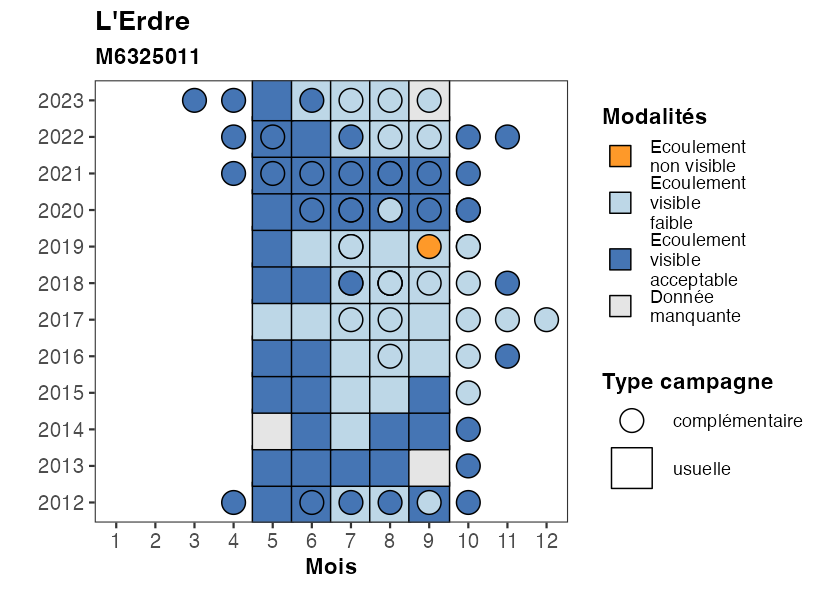 L'Erdre
M6325011
2023
2022
2021
2020
2019
2018
2017
2016
2015
2014
2013
2012
1 2 3 4 5 6 7 8 9 10 11 12
Mois
Modalités
Ecoulement
non visible
Ecoulement
visible
faible
Ecoulement
visible
acceptable
Donnée
manquante
Type campagne
complémentaire
usuelle